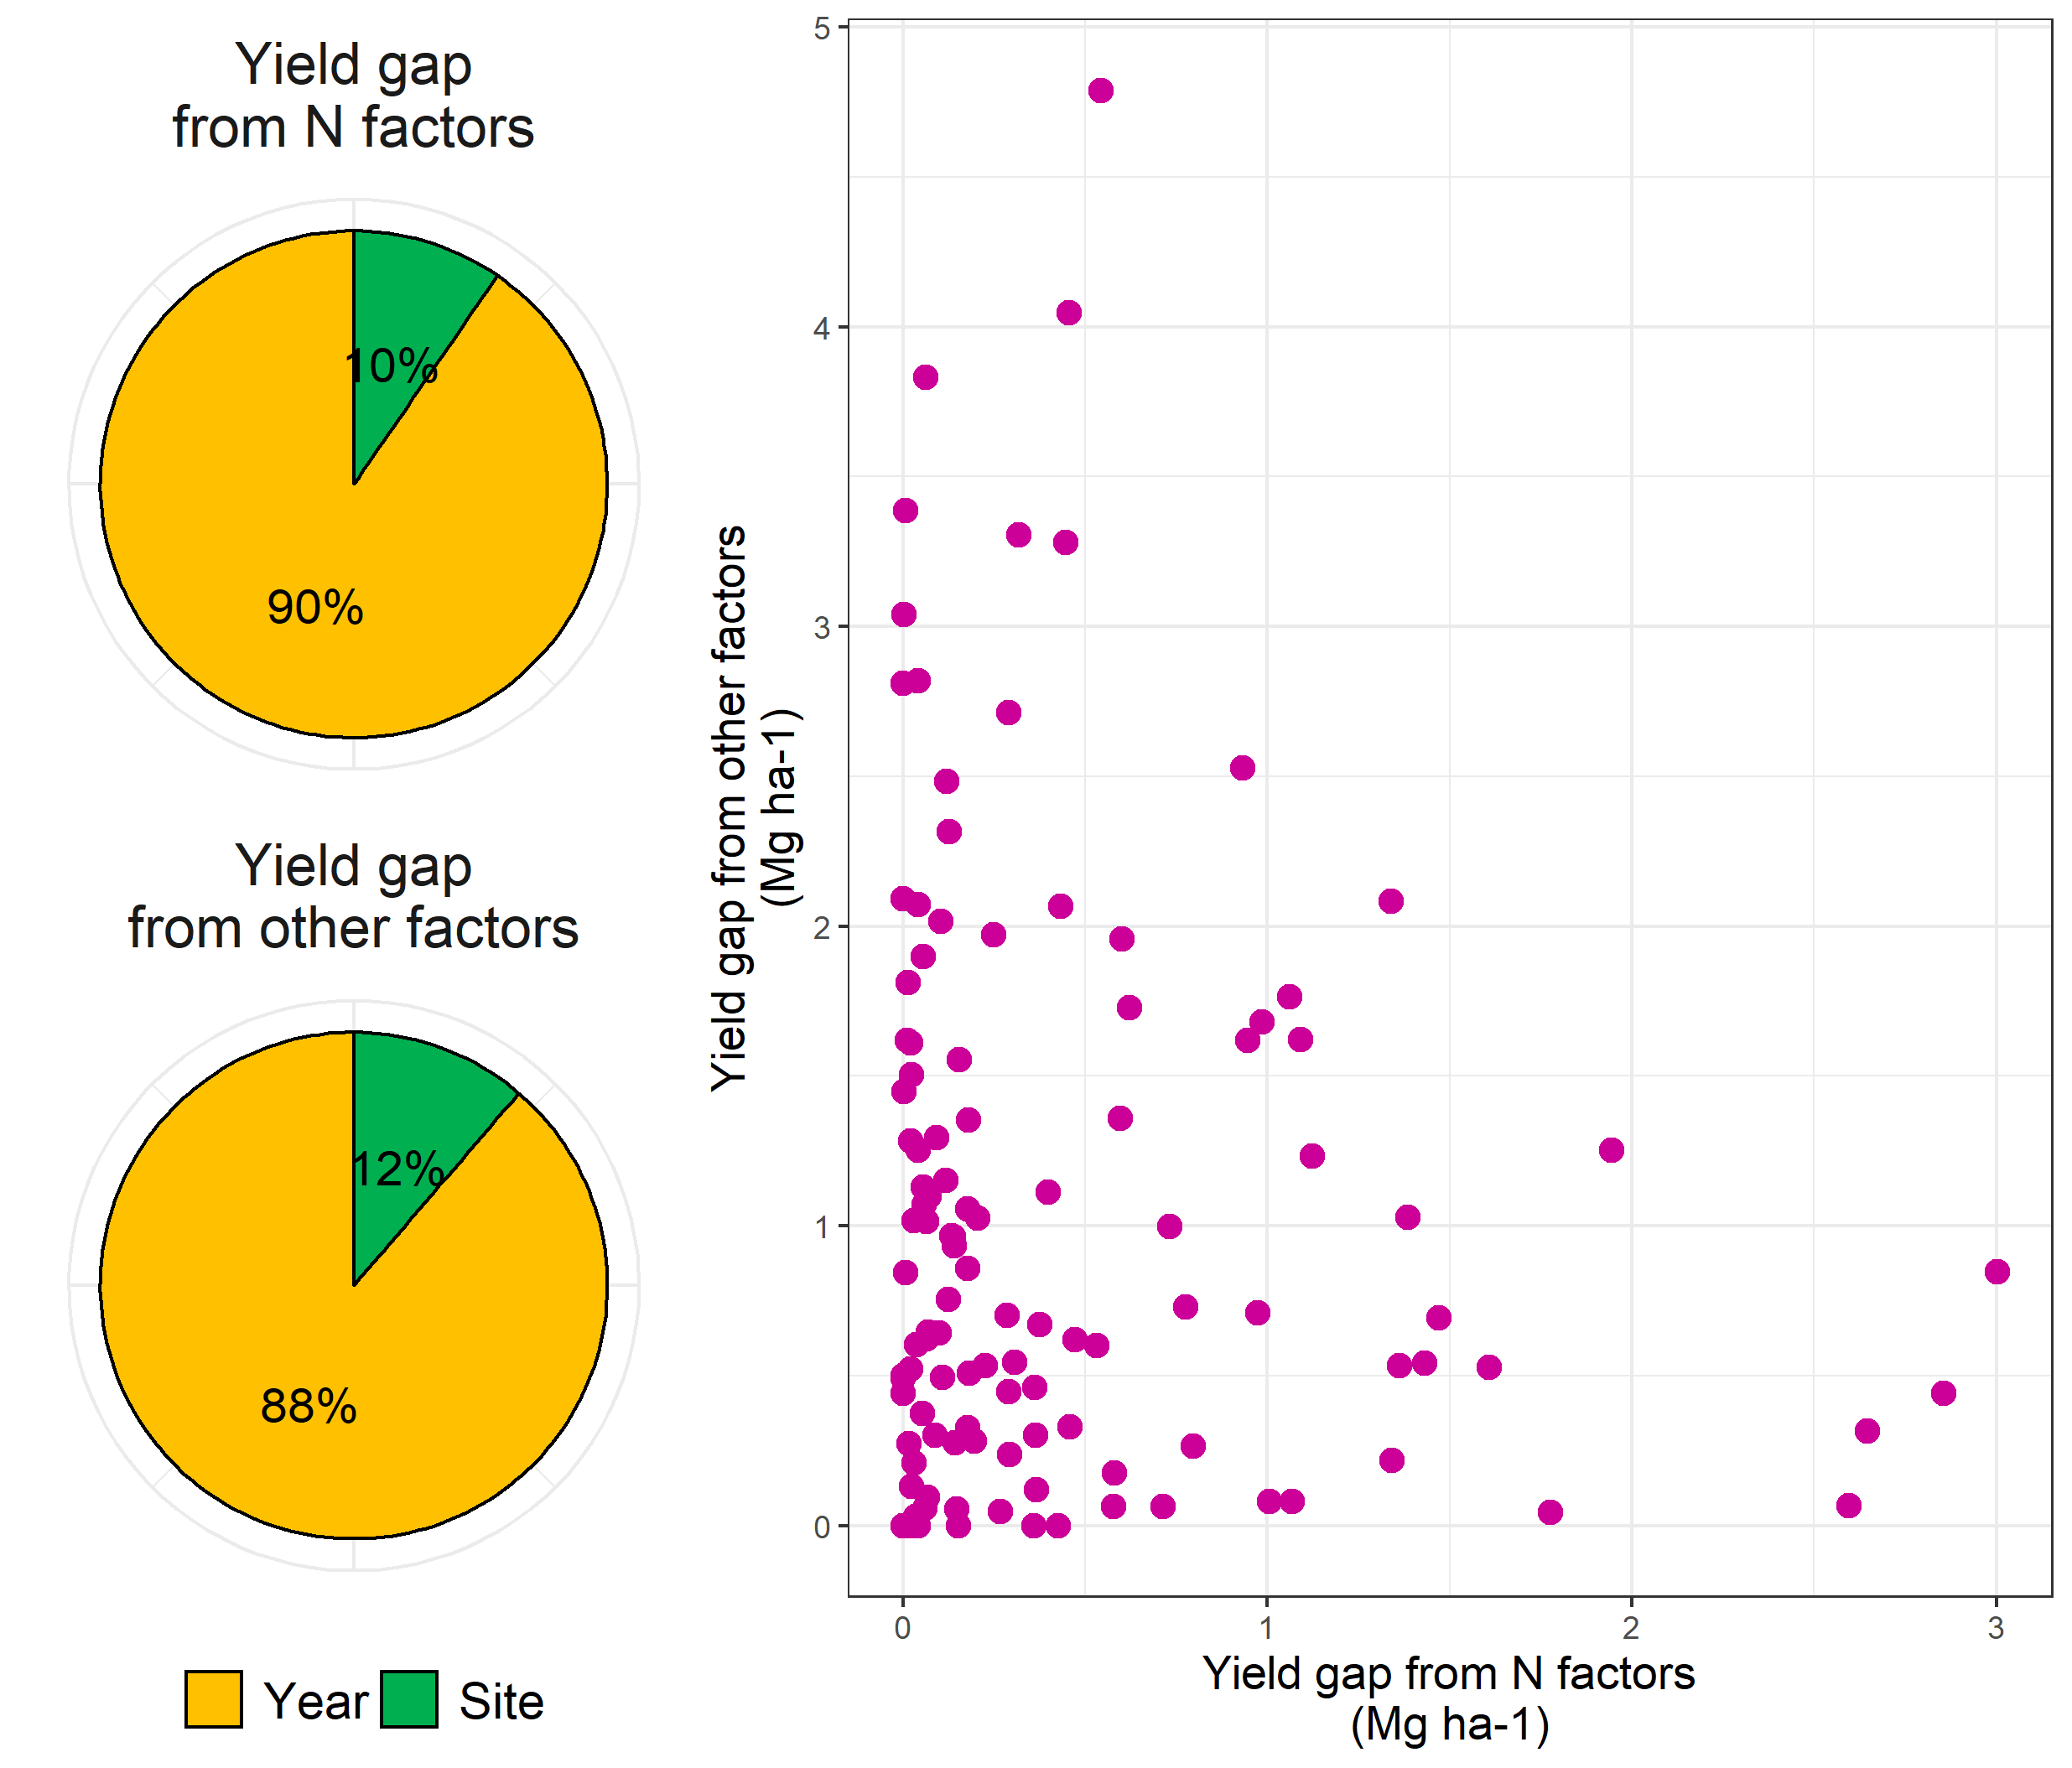 Yield gap
from N factors
10%
90%
Yield gap
from other factors
12%
88%
Year
Site
Yield gap from other factors
(Mg ha-1)
5
4
3
2
1
0
0
1
2
3
Yield gap from N factors
(Mg ha-1)